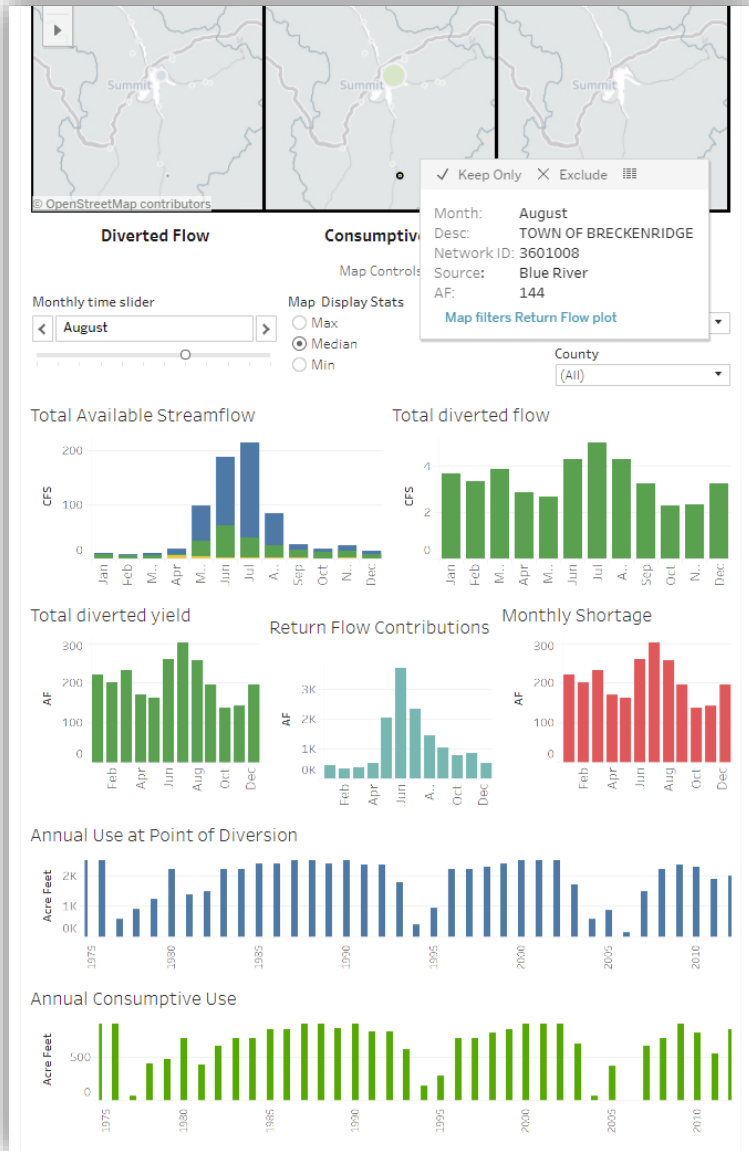 Summit
Summit
Summit
© OpenStreetMap contributors
Keep Only Exclude
Month: August
Desc: TOWN OF BRECKENRIDGE
Network ID: 3601008
Source: Blue River
AF: 144
Map filters Return Flow plot
Diverted Flow
Consumptiv
Map Controls
Monthly time slider
August
Map Display Stats
Max
Median
Min
County
(All)
Total Available Streamflow
Total diverted flow
200
100
0
CFS
Jan Feb M.. Apr M.. Jun Jul A.. Sep Oct N.. Dec
4
2
0
CFS
Jan Feb M.. Apr M.. Jun Jul A.. Sep Oct N.. Dec
Total diverted yield
Return Flow Contributions
Monthly Shortage
300
200
100
0
AF
Feb Apr Jun Aug Oct Dec
3K
2K
1K
0K
AF
Feb Apr Jun A.. Oct Dec
300
200
100
0
AF
Feb Apr Jun Aug Oct Dec
Annual Use at Point of Diversion
2K
1K
0K
Acre Feet
1975 1980 1985 1990 1995 2000 2005 2010
Annual Consumptive Use
500
0
Acre Feet
1975 1980 1985 1990 1995 2000 2005 2010